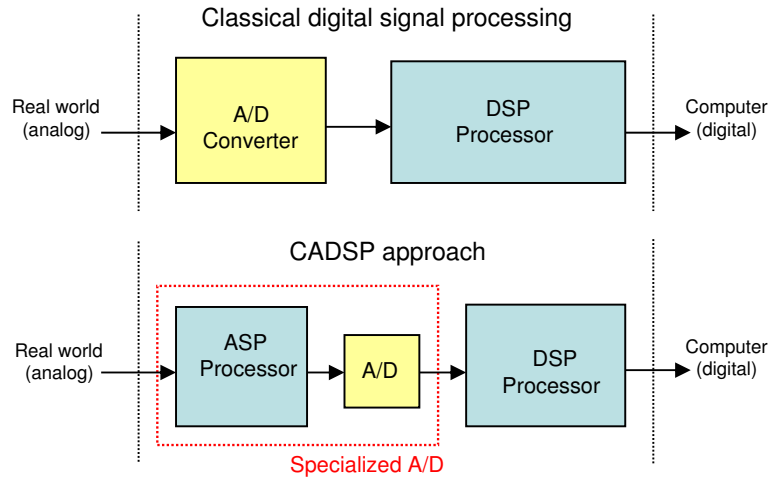 Classical digital signal processing
Real world
(analog)
A/D
Converter
DSP
Processor
Computer
(digital)
CADSP approach
Real world
(analog)
ASP
Processor
A/D
DSP
Processor
Computer
(digital)
Specialized A/D